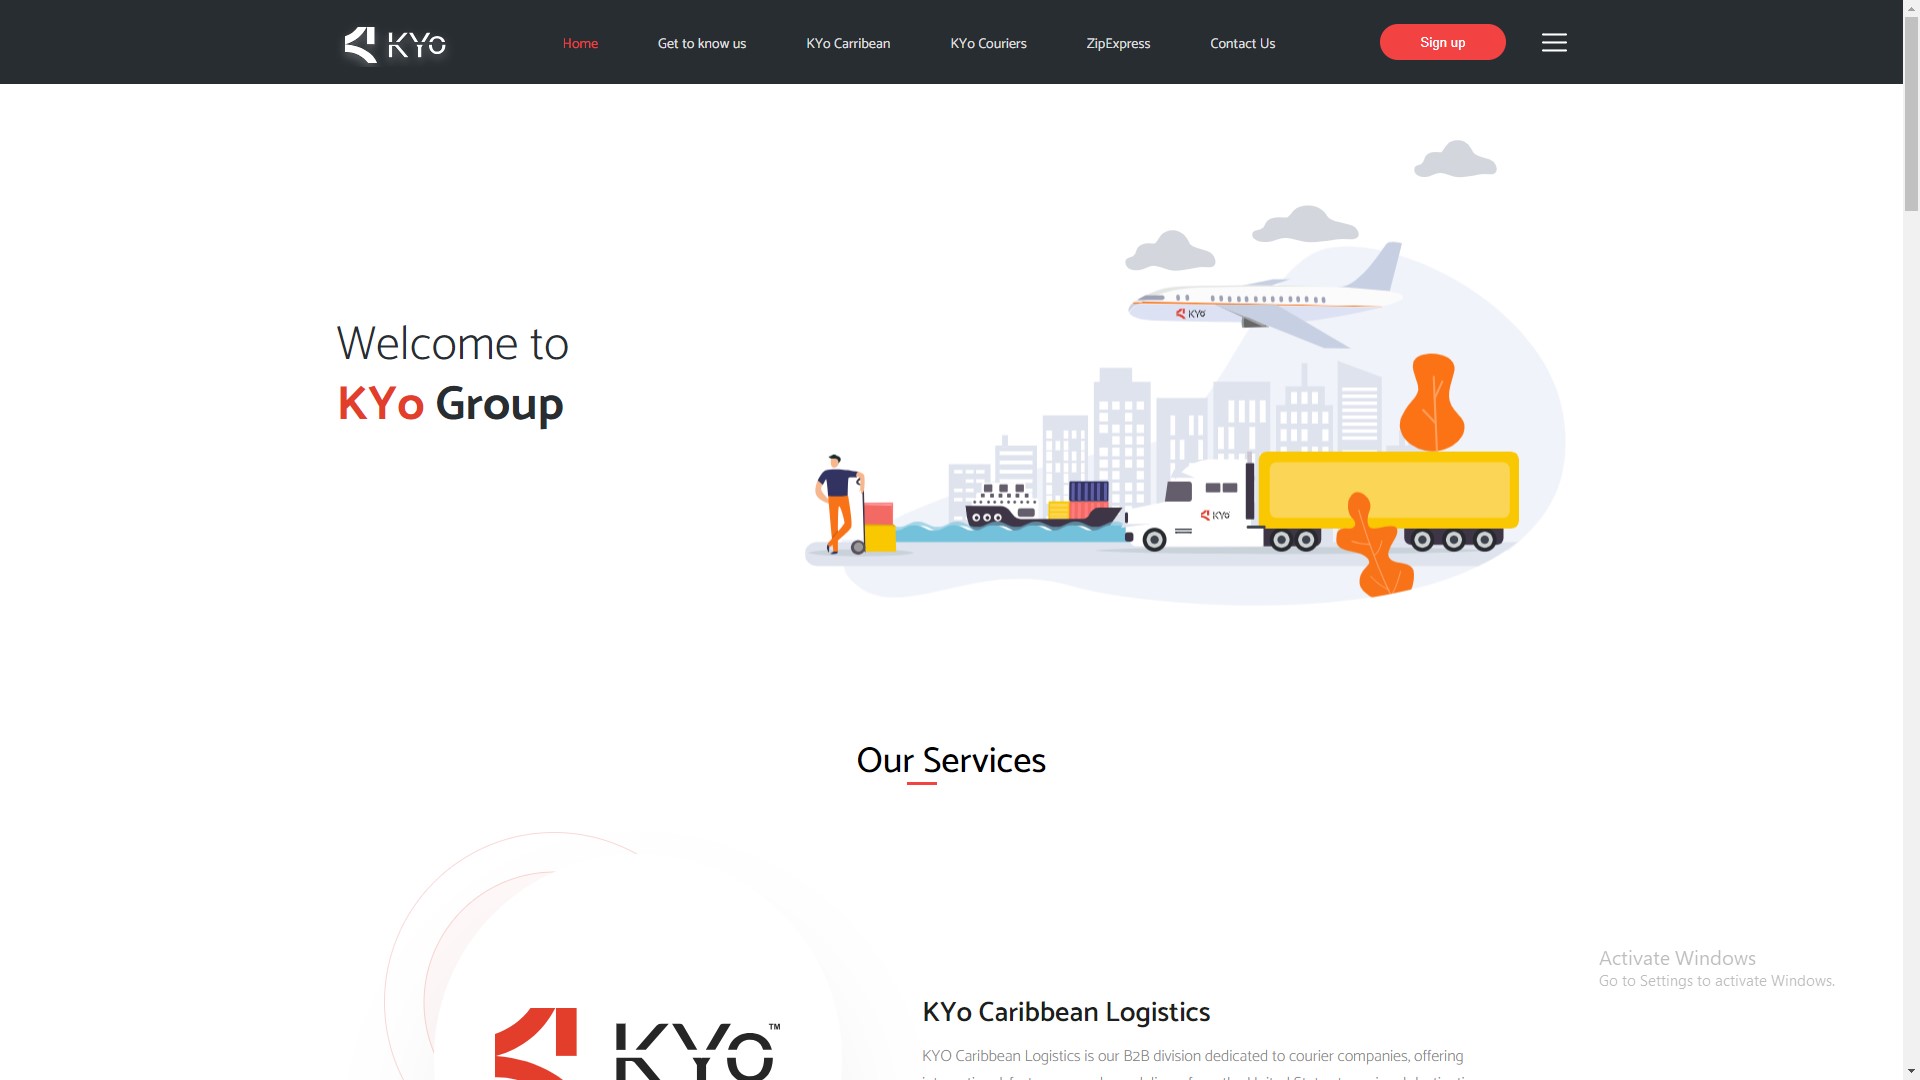 KYo
Home
Get to know us
KYo Carribean
KYo Couriers
ZipExpress
Contact Us
Sign up
Welcome to
KYo Group
KYo
KYo
Our Services
KYo™
KYo Caribbean Logistics
KYO Caribbean Logistics is our B2B division dedicated to courier companies, offering
Activate Windows
Go to Settings to activate Windows.